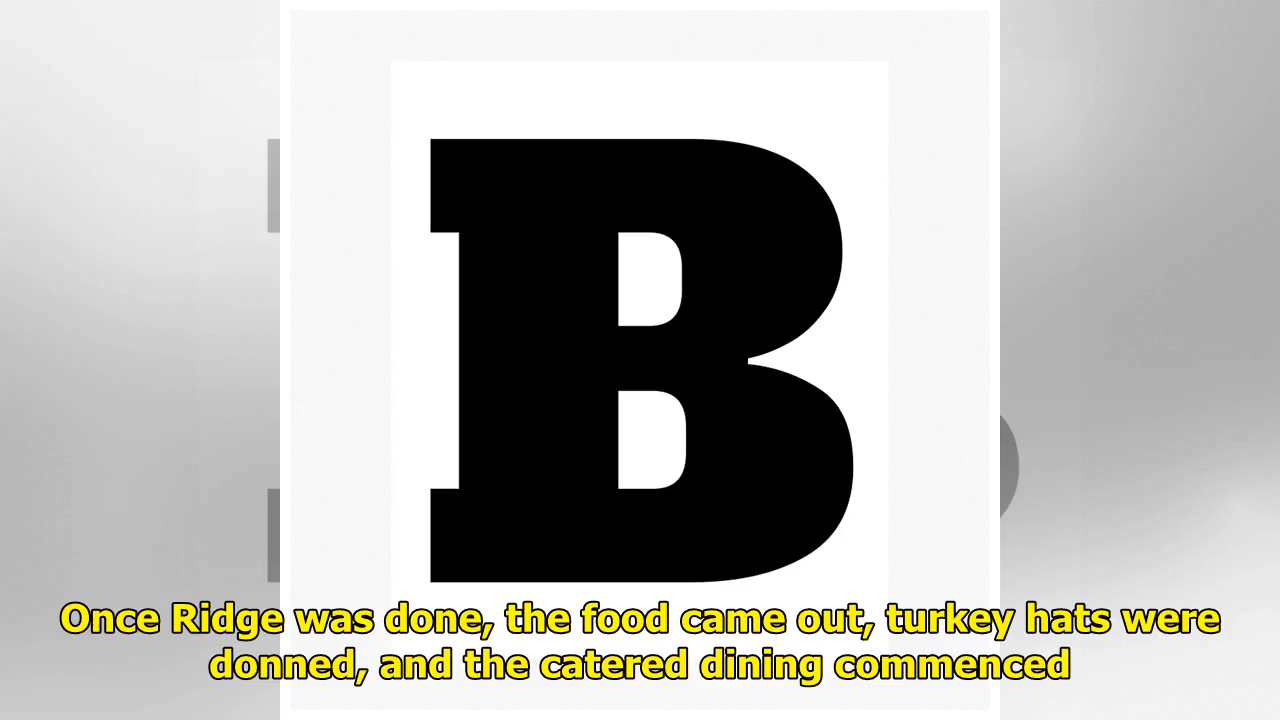 B
Once Ridge was done, the food came out, turkey hats were
donned, and the catered dining commenced